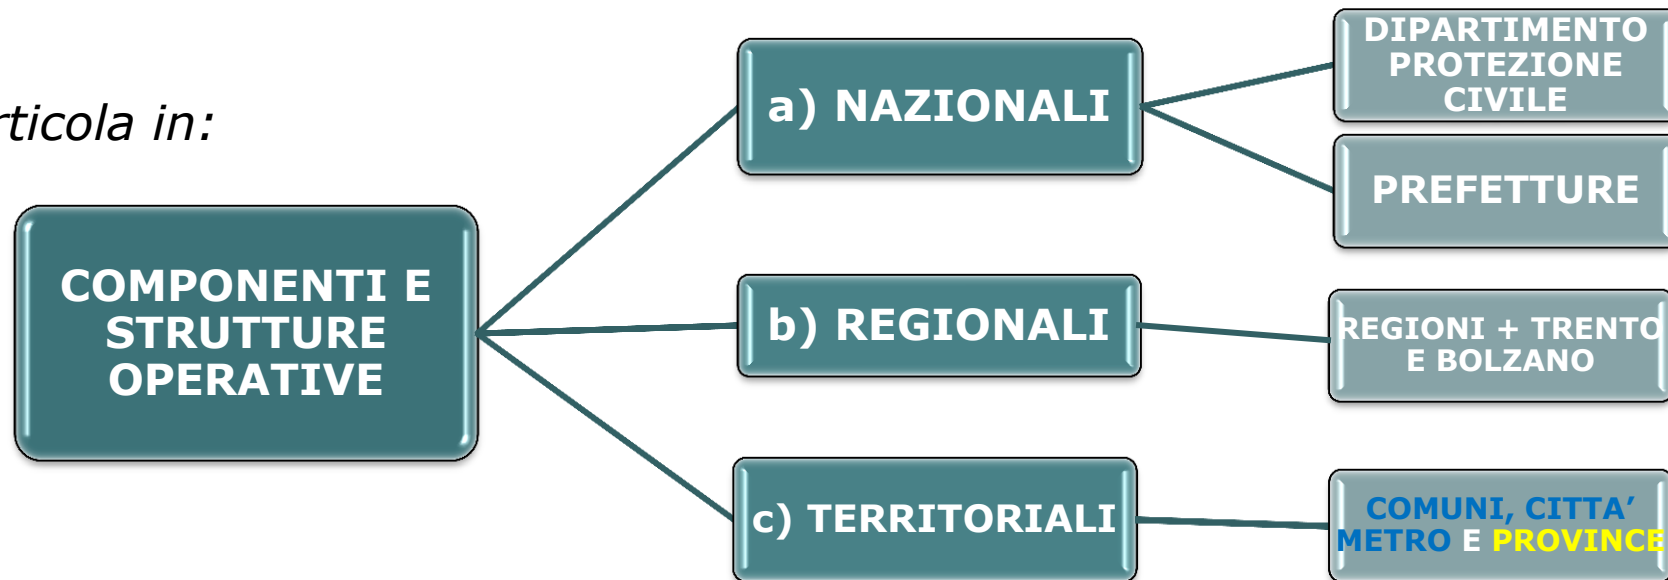 rticola in:
COMPONENTI E
STRUTTURE
OPERATIVE
a) NAZIONALI
DIPARTIMENTO
PROTEZIONE
CIVILE
PREFETTURE
b) REGIONALI
REGIONI + TRENTO
E BOLZANO
c) TERRITORIALI
COMUNI, CITTA’
METRO E PROVINCE